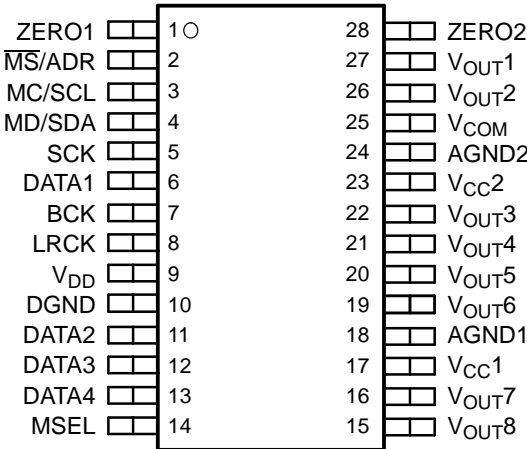 ZERO1 1 28 ZERO2
M̅S̅/ADR 2 27 VOUT1
MC/SCL 3 26 VOUT2
MD/SDA 4 25 VCOM
SCK 5 24 AGND2
DATA1 6 23 VCC2
BCK 7 22 VOUT3
LRCK 8 21 VOUT4
VDD 9 20 VOUT5
DGND 10 19 VOUT6
DATA2 11 18 AGND1
DATA3 12 17 VCC1
DATA4 13 16 VOUT7
MSEL 14 15 VOUT8